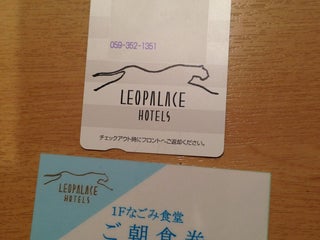 059-352-1351
LEOPALACE
HOTELS
チェックアウト時にフロントへご返却ください。
LEOPALACE
HOTELS
1Fなごみ食堂
ご朝食券